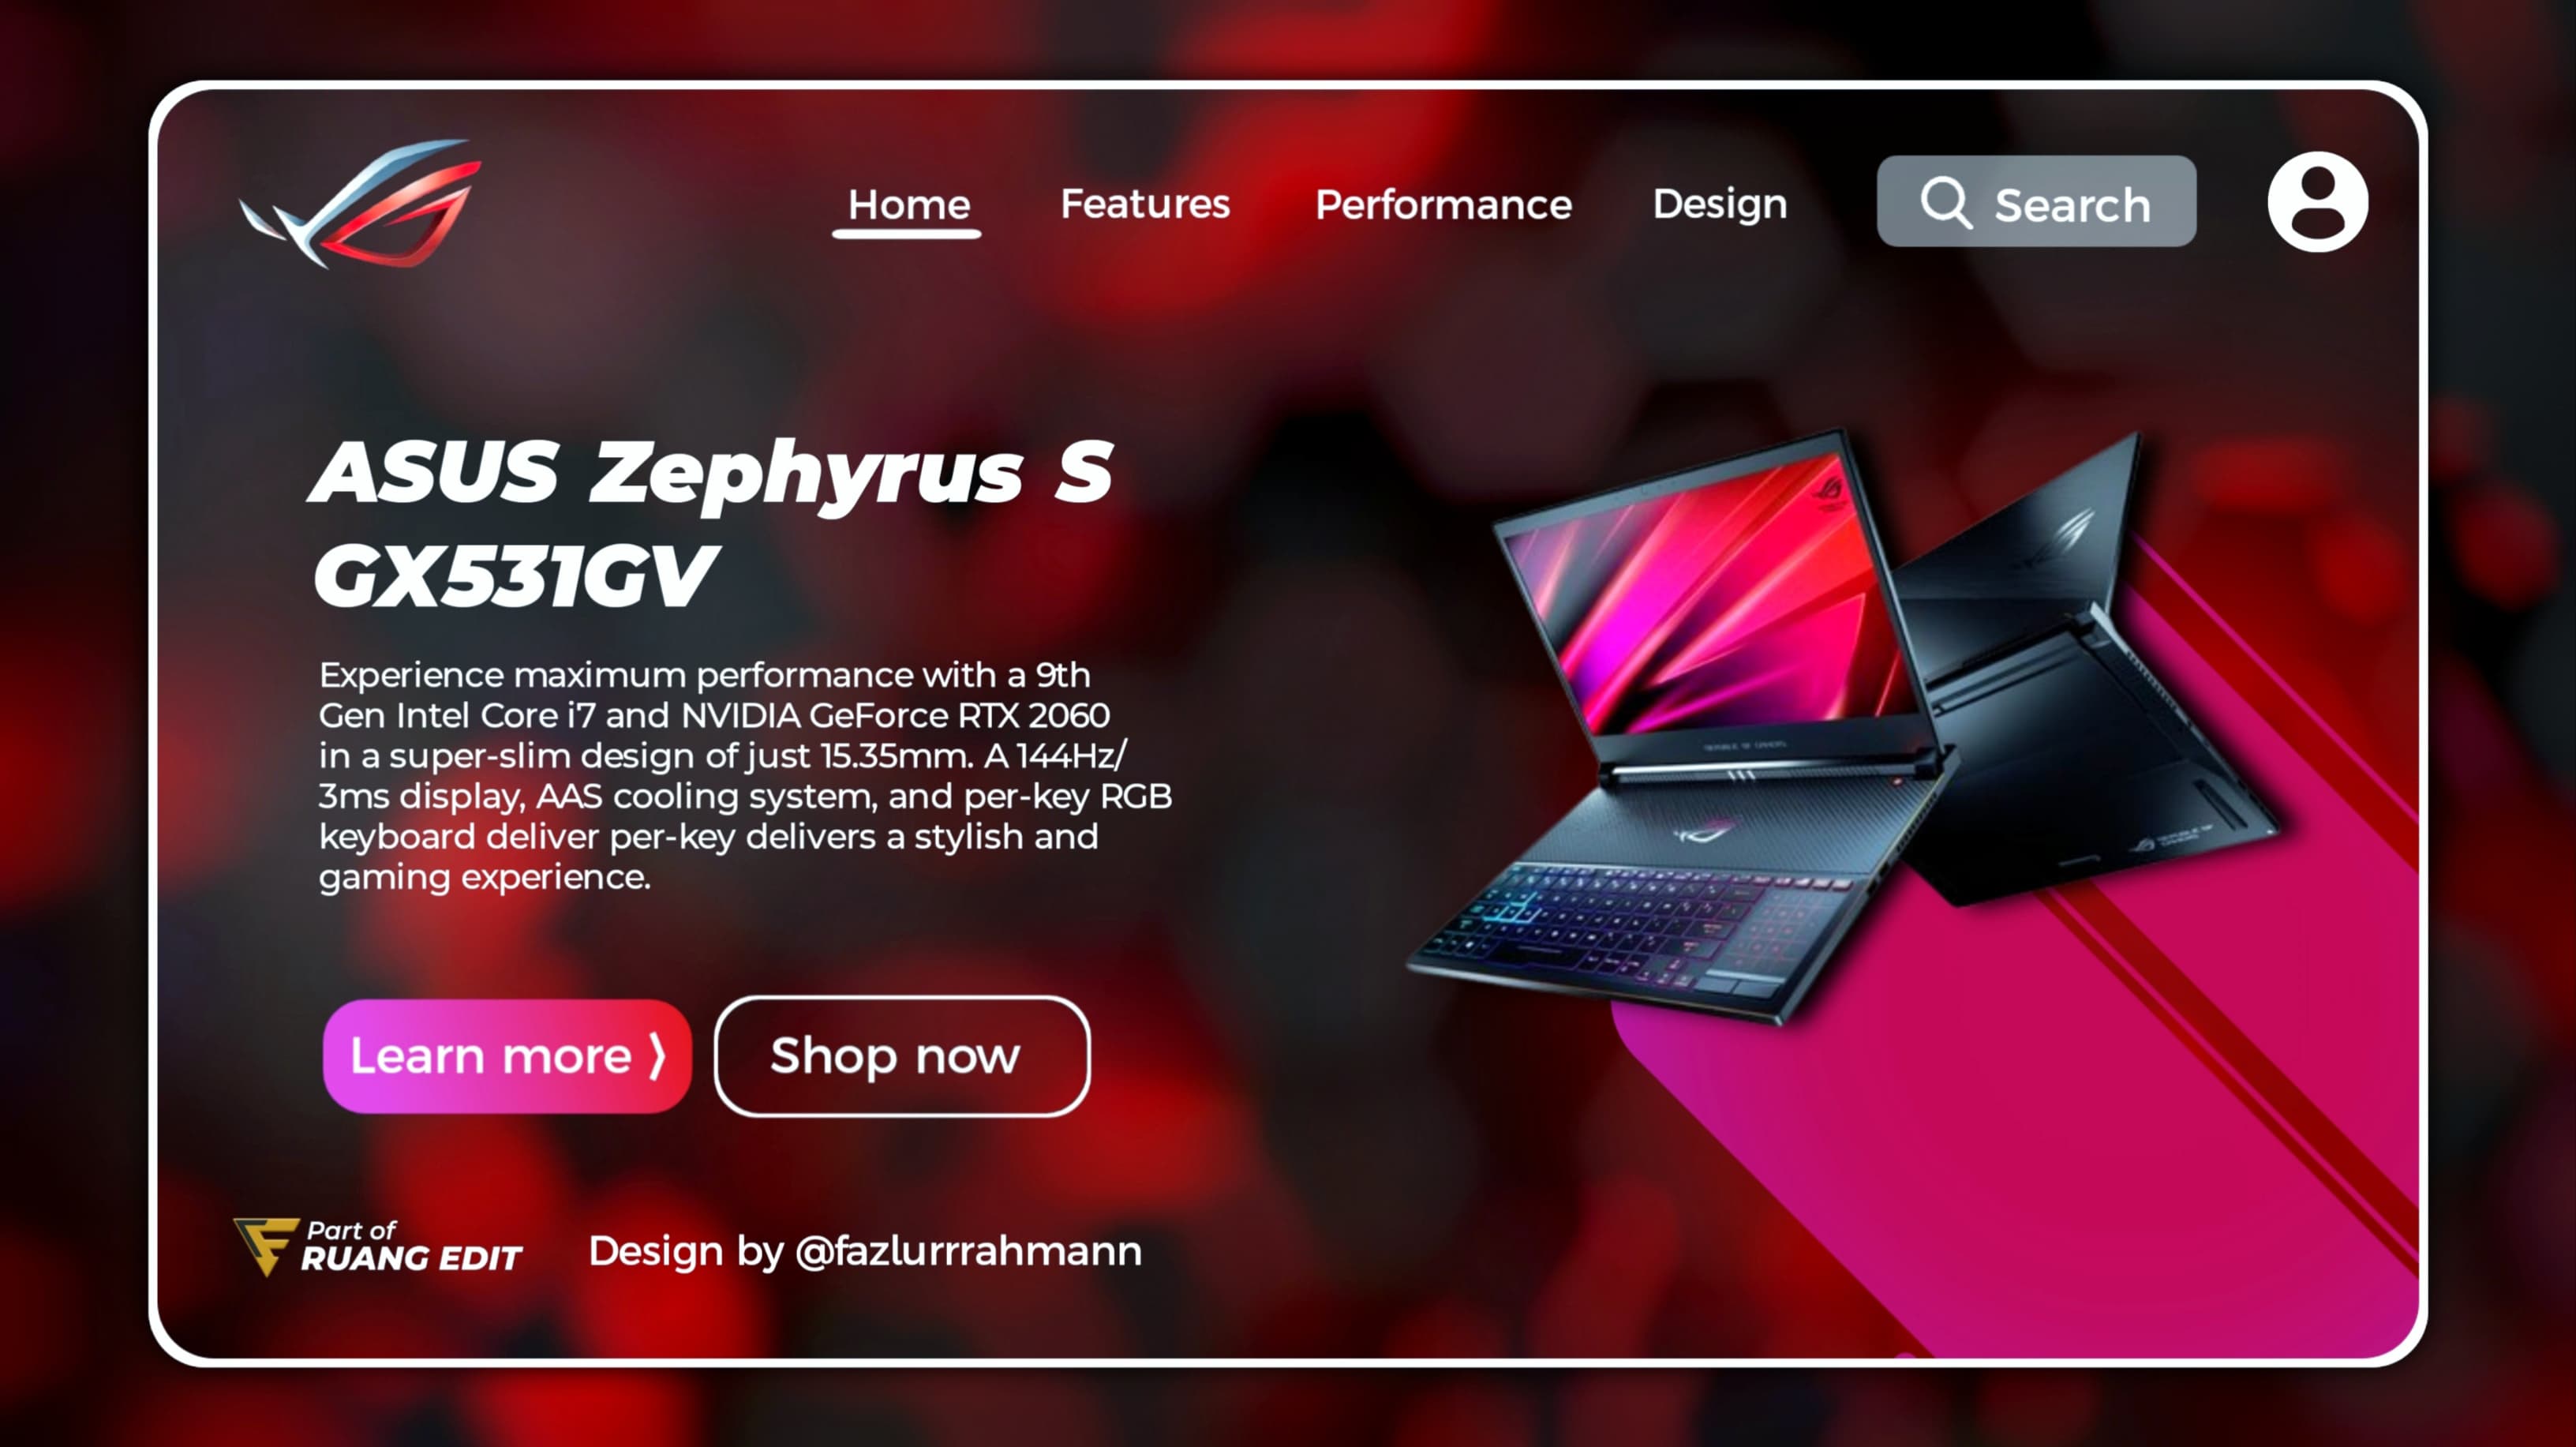 Home
Features
Performance
Design
Search
ASUS Zephyrus S
GX531GV
Experience maximum performance with a 9th
Gen Intel Core i7 and NVIDIA GeForce RTX 2060
in a super-slim design of just 15.35mm. A 144Hz/
3ms display, AAS cooling system, and per-key RGB
keyboard deliver per-key delivers a stylish and
gaming experience.
REPUBLIC OF GAMERS
Learn more ⟩
Shop now
Part of
RUANG EDIT
Design by @fazlurrrahmann